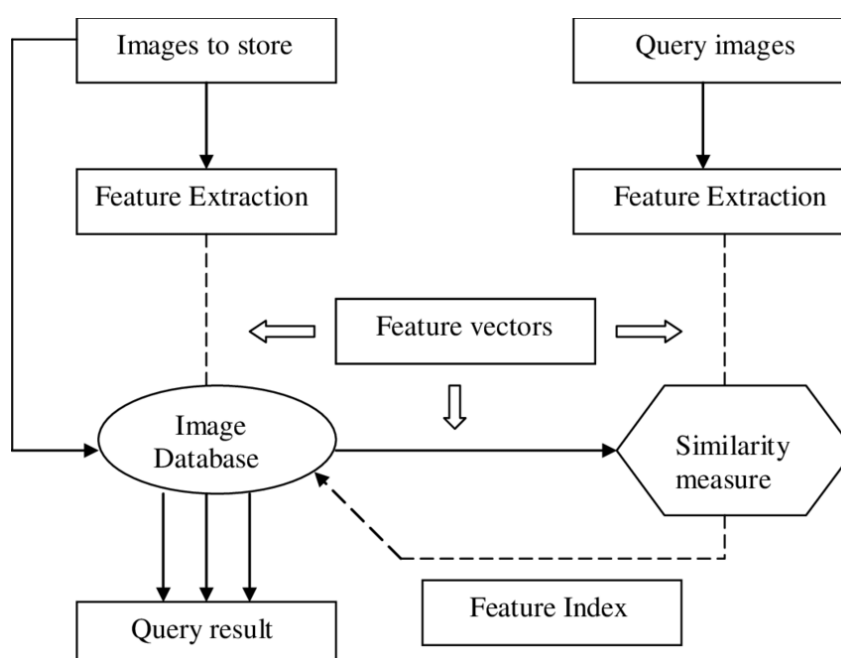 Images to store
Query images
Feature Extraction
Feature Extraction
Feature vectors
Image
Database
Similarity
measure
Feature Index
Query result